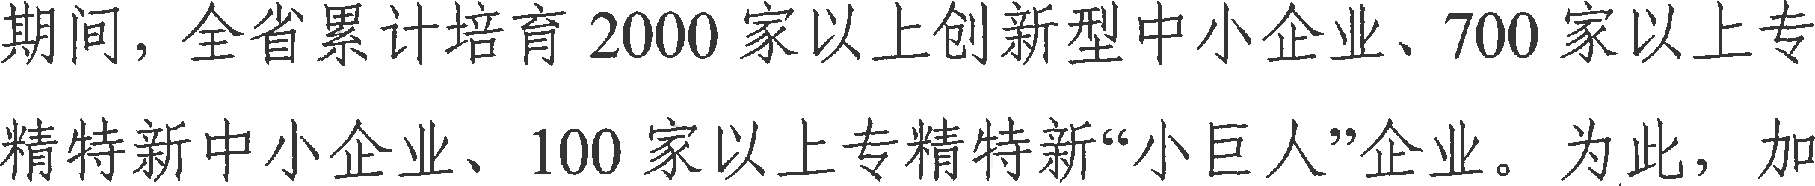 期间，全省累计培育 2000 家以上创新型中小企业、700 家以上专
精特新中小企业、100 家以上专精特新“小巨人”企业。为此，加